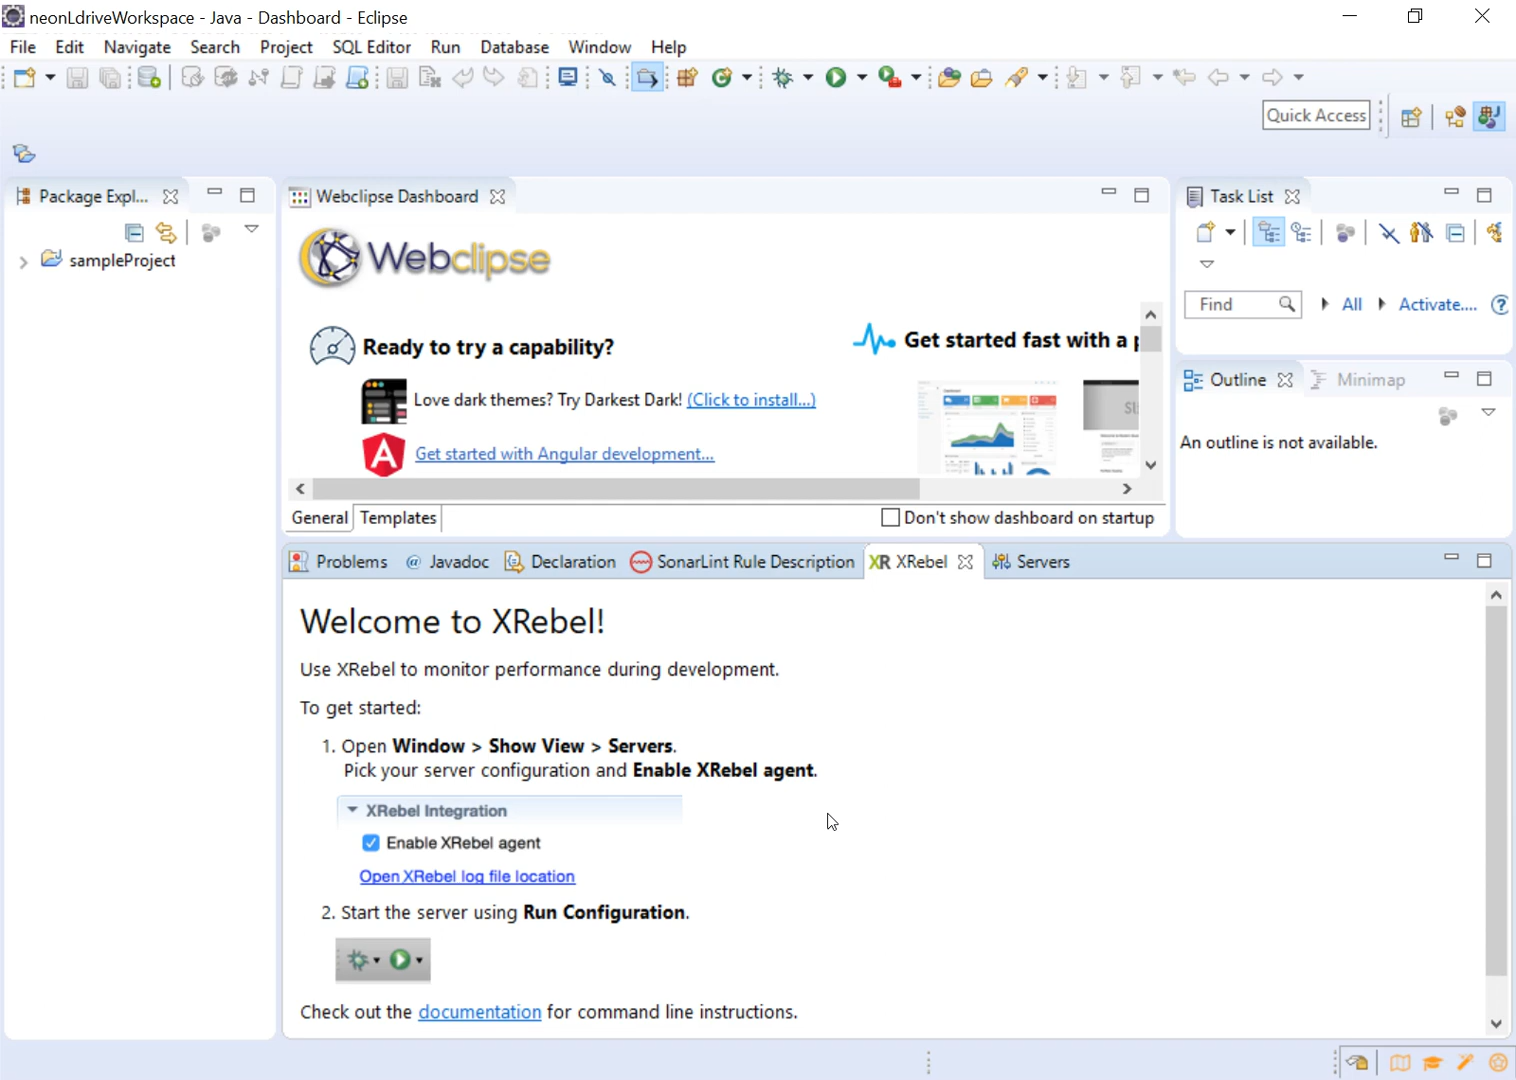 neonLdriveWorkspace - Java - Dashboard - Eclipse
File Edit Navigate Search Project SQL Editor Run Database Window Help
Quick Access
Package Expl...
sampleProject
Webclipse Dashboard
Webclipse
Ready to try a capability?
Love dark themes? Try Darkest Dark! (Click to install...)
Get started with Angular development...
Get started fast with a
General Templates
Don't show dashboard on startup
Task List
Find All Activate....
Outline Minimap
An outline is not available.
Problems @ Javadoc Declaration SonarLint Rule Description XR XRebel Servers
Welcome to XRebel!
Use XRebel to monitor performance during development.
To get started:
1. Open Window > Show View > Servers.
Pick your server configuration and Enable XRebel agent.
XRebel Integration
Enable XRebel agent
Open XRebel log file location
2. Start the server using Run Configuration.
Check out the documentation for command line instructions.